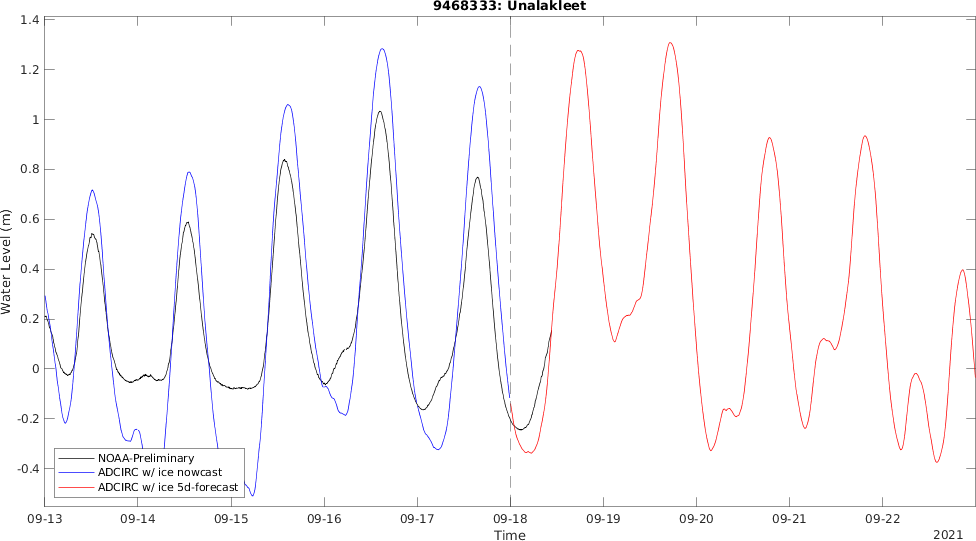 9468333: Unalakleet
1.4
1.2
1
0.8
0.6
0.4
0.2
0
-0.2
-0.4
Water Level (m)
NOAA-Preliminary
ADCIRC w/ ice nowcast
ADCIRC w/ ice 5d-forecast
09-13 09-14 09-15 09-16 09-17 09-18 09-19 09-20 09-21 09-22
Time
2021